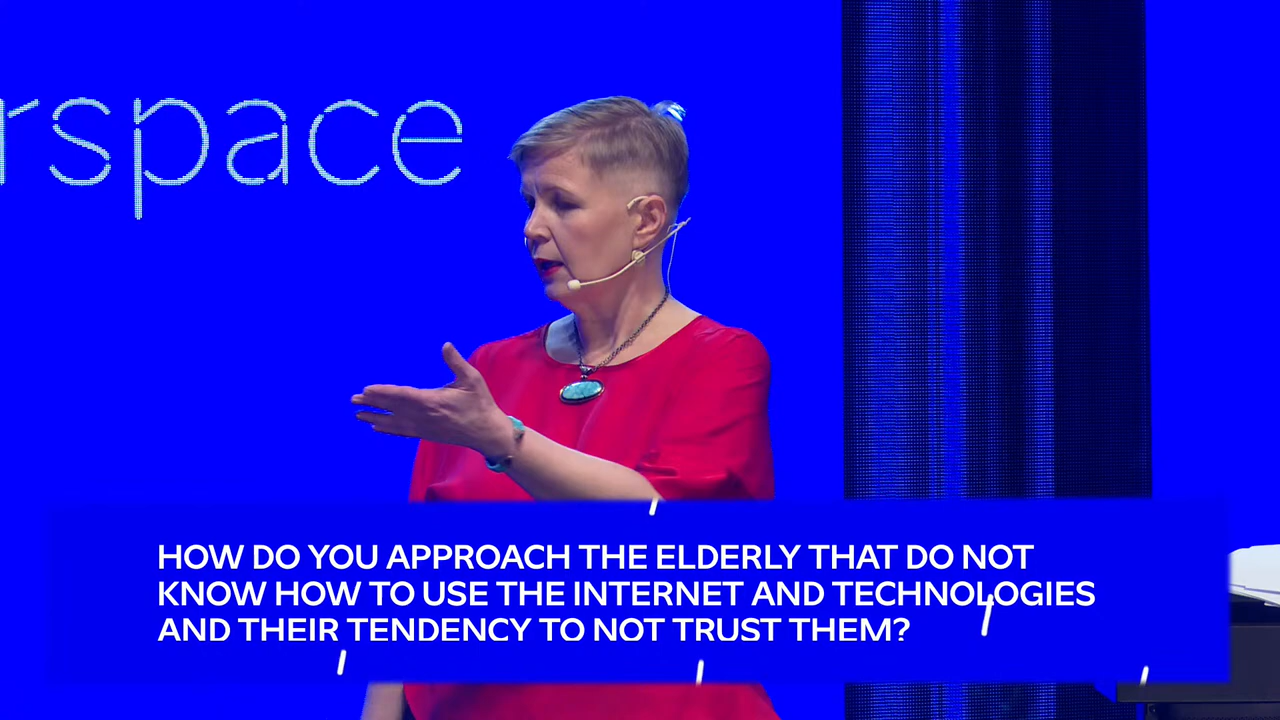 rspace
HOW DO YOU APPROACH THE ELDERLY THAT DO NOT
KNOW HOW TO USE THE INTERNET AND TECHNOLOGIES
AND THEIR TENDENCY TO NOT TRUST THEM?